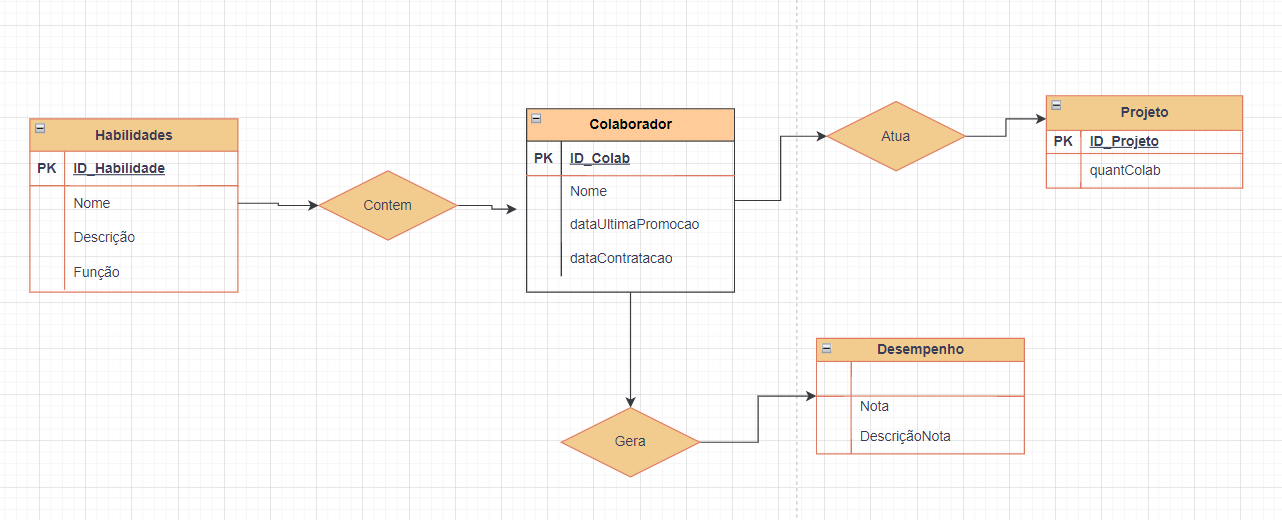 Habilidades
PK ID_Habilidade
Nome
Descrição
Função
Contem
Colaborador
PK ID_Colab
Nome
dataUltimaPromocao
dataContratacao
Atua
Projeto
PK ID_Projeto
quantColab
Gera
Desempenho
Nota
DescriçãoNota